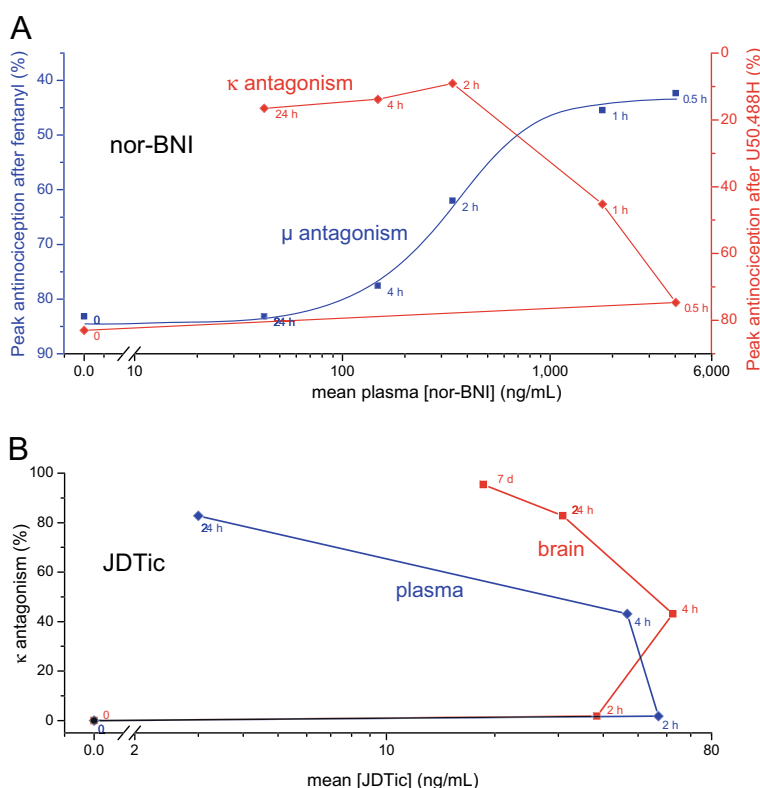 A
Peak antinociception after fentanyl (%)
Peak antinociception after U50,488H (%)
40
50
60
70
80
90
0
20
40
60
80
κ antagonism
nor-BNI
μ antagonism
24 h
4 h
2 h
1 h
0.5 h
0.5 h
1 h
2 h
4 h
24 h
0
0
0.0
10
100
1,000
6,000
mean plasma [nor-BNI] (ng/mL)
B
κ antagonism (%)
100
80
60
40
20
0
JDTic
plasma
brain
7 d
24 h
24 h
4 h
4 h
2 h
2 h
0
0
0.0
2
10
80
mean [JDTic] (ng/mL)